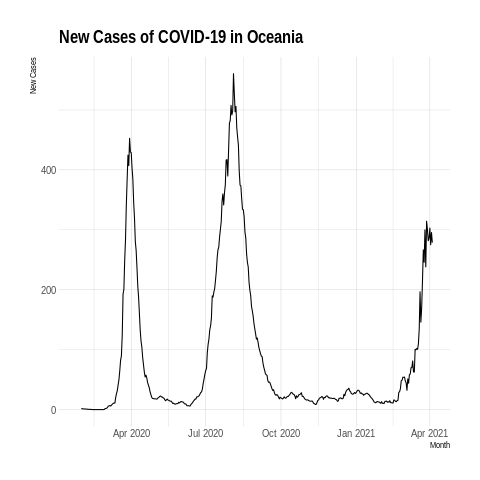 New Cases of COVID-19 in Oceania
New Cases
400
200
0
Apr 2020
Jul 2020
Oct 2020
Jan 2021
Apr 2021
Month